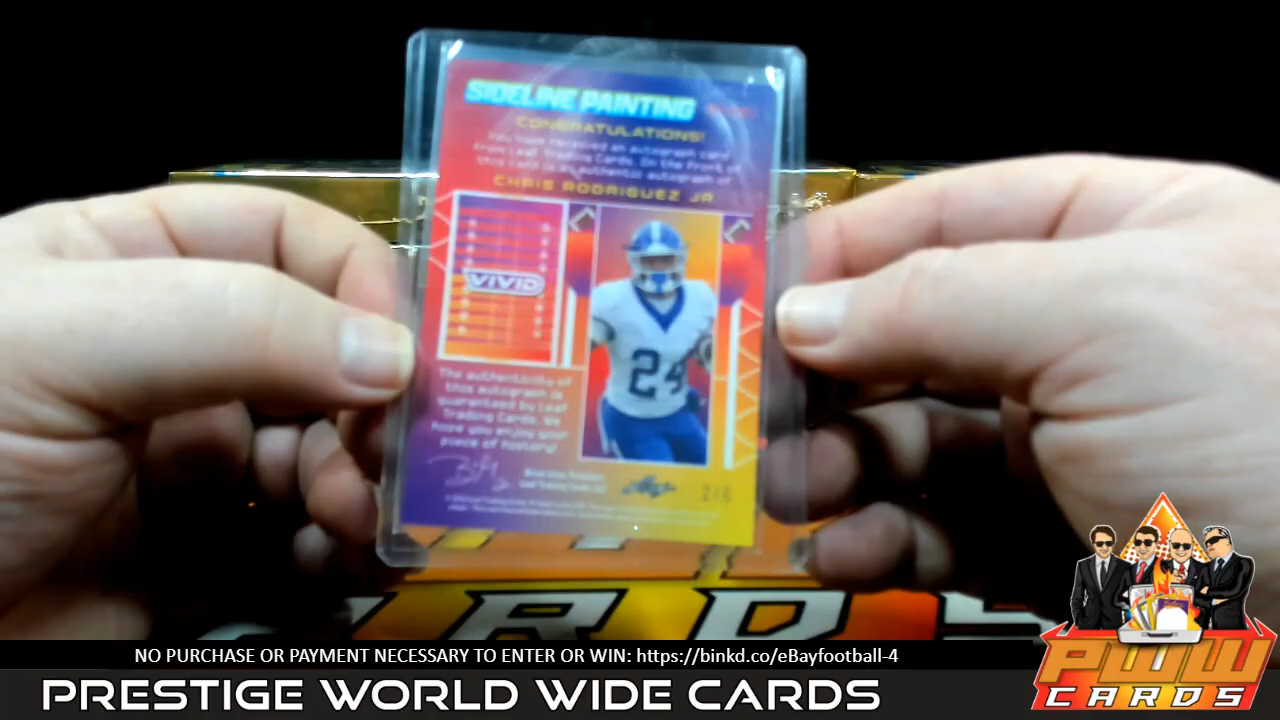 SIDELINE PAINTING
CONGRATULATIONS!
You have received an autograph card
from Leaf Trading Cards. On the front of
this card is an authentic autograph of
CHRIS RODRIGUEZ JR
VIVID
24
The authenticity of
this autograph is
guaranteed by Leaf
Trading Cards. We
hope you enjoy your
piece of history!
Leaf
NO PURCHASE OR PAYMENT NECESSARY TO ENTER OR WIN: https://binkd.co/eBayfootball-4
PRESTIGE WORLD WIDE CARDS
PWW
CARDS